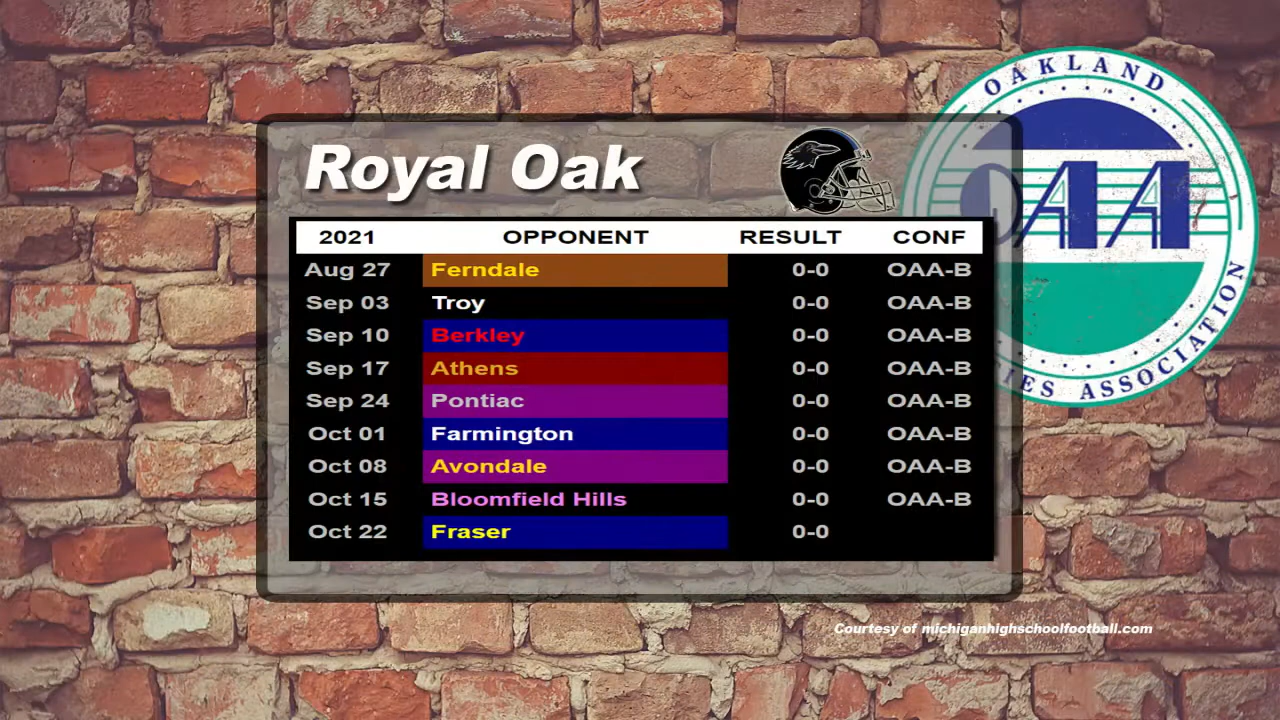 OAKLAND
Royal Oak
OAA
2021 OPPONENT RESULT CONF
Aug 27 Ferndale 0-0 OAA-B
Sep 03 Troy 0-0 OAA-B
Sep 10 Berkley 0-0 OAA-B
Sep 17 Athens 0-0 OAA-B
Sep 24 Pontiac 0-0 OAA-B
Oct 01 Farmington 0-0 OAA-B
Oct 08 Avondale 0-0 OAA-B
Oct 15 Bloomfield Hills 0-0 OAA-B
Oct 22 Fraser 0-0
ASSOCIATION
Courtesy of michiganhighschoolfootball.com